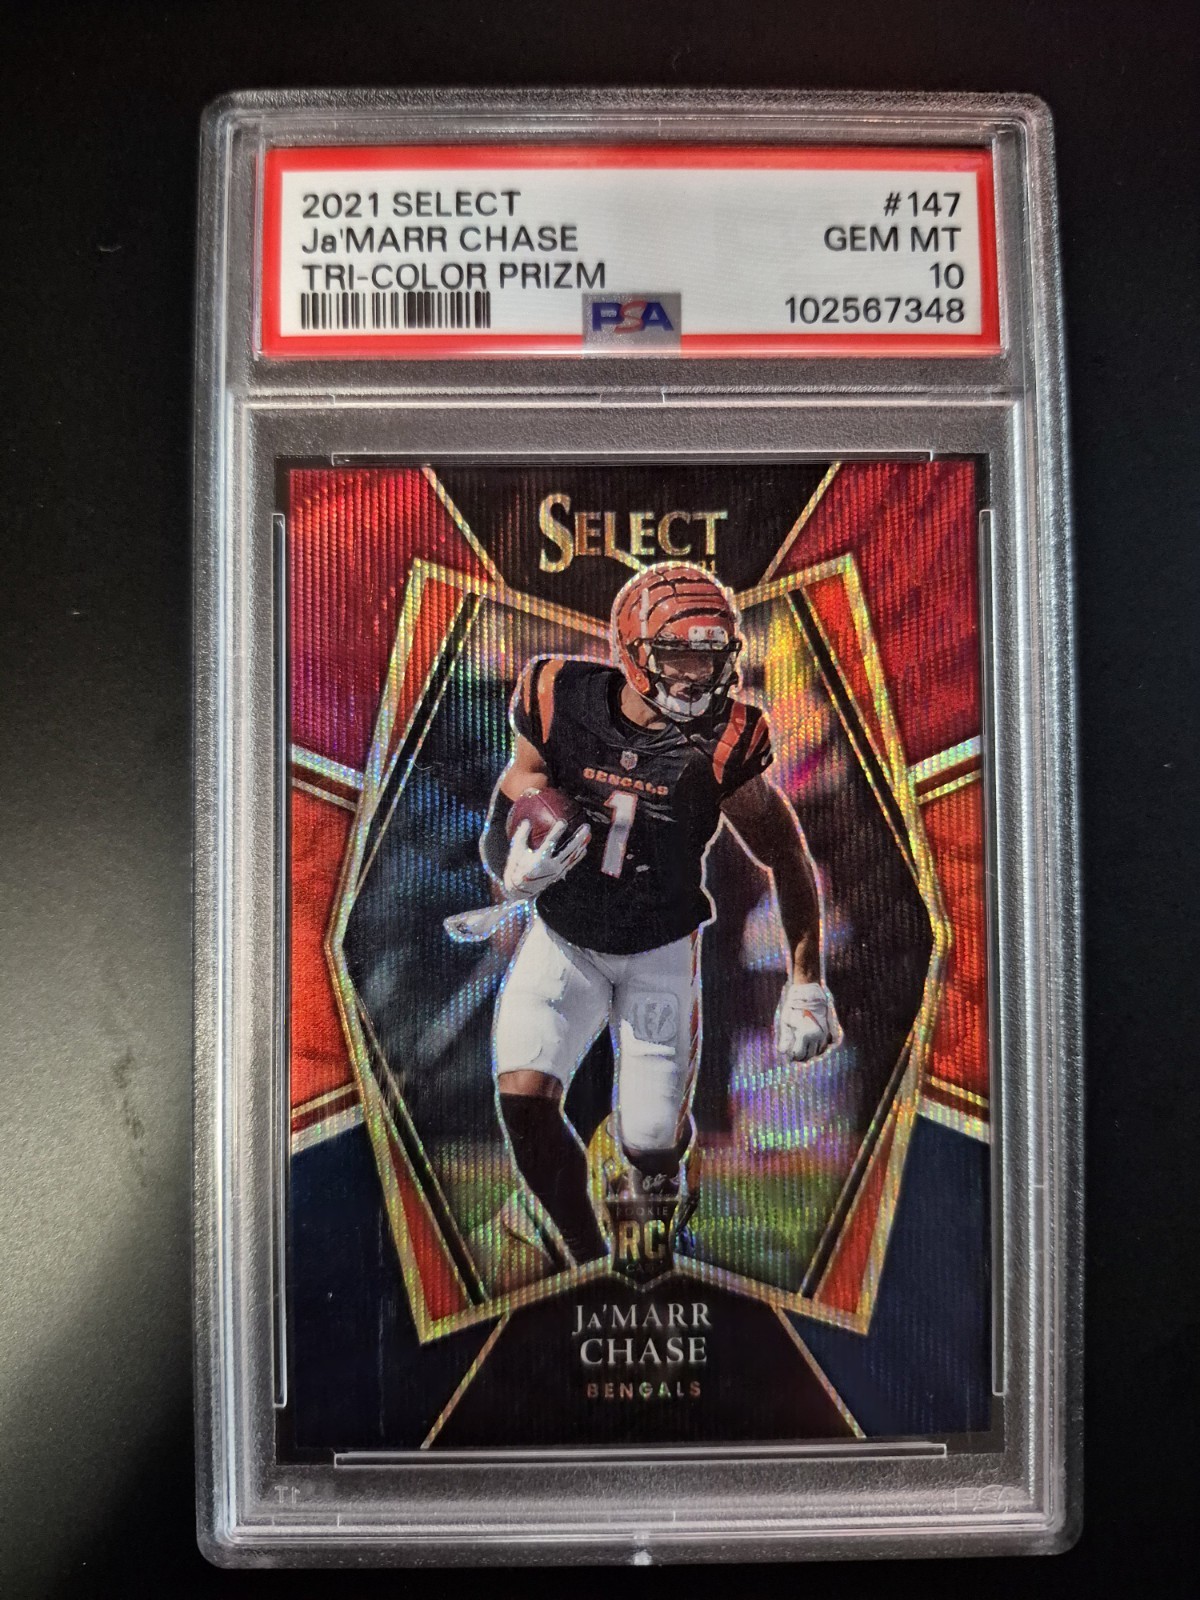 2021 SELECT #147
Ja'MARR CHASE GEM MT
TRI-COLOR PRIZM 10
PSA 102567348
SELECT
BENGALS
1
ROOKIE
RC
CARD
Ja'MARR
CHASE
BENGALS